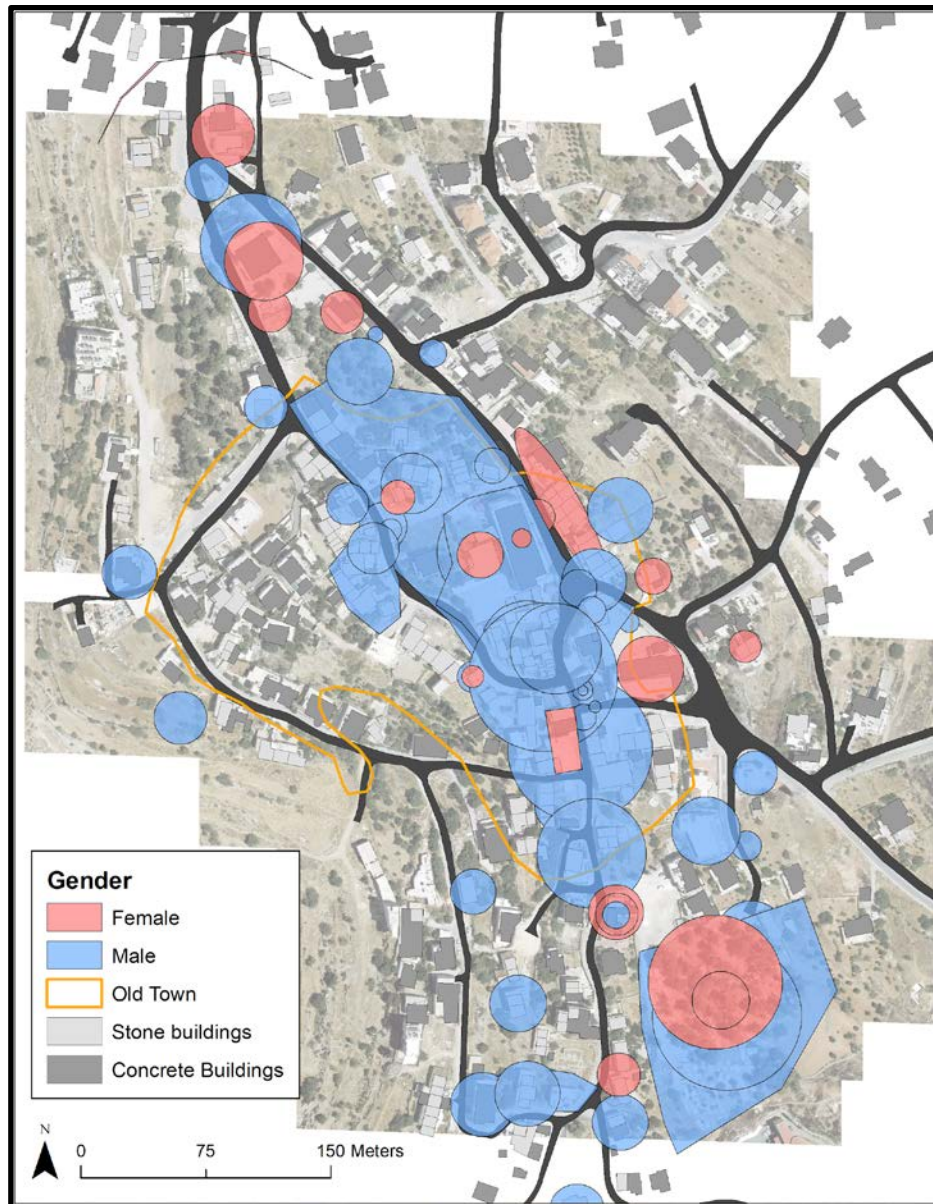 Gender
Female
Male
Old Town
Stone buildings
Concrete Buildings
N
0 75 150 Meters